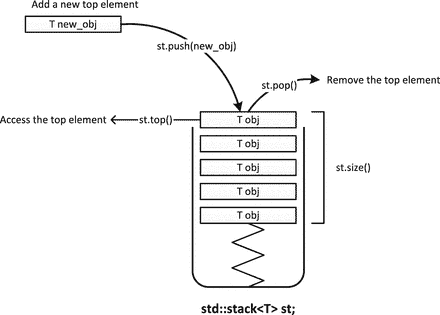 Add a new top element
T new_obj
st.push(new_obj)
st.pop()
Remove the top element
Access the top element
st.top()
T obj
T obj
T obj
T obj
T obj
st.size()
std::stack<T> st;